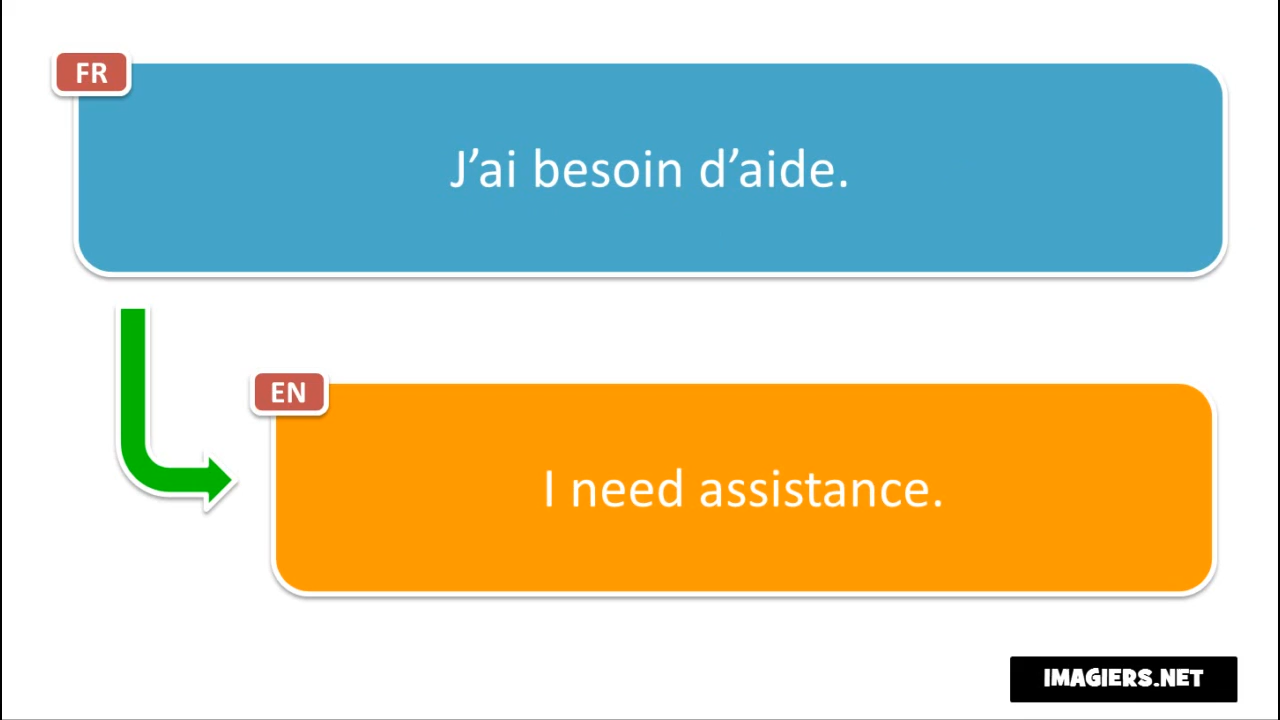 FR
J’ai besoin d’aide.
EN
I need assistance.
IMAGIERS.NET